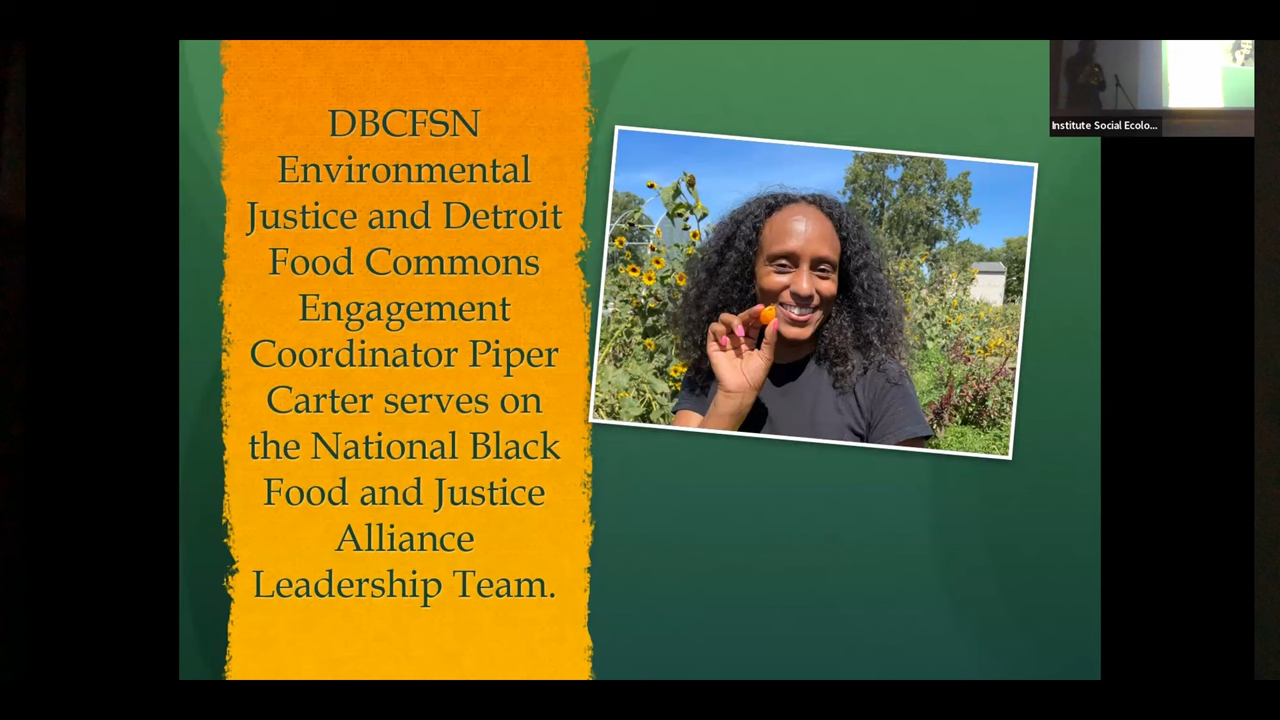 DBCFSN
Environmental
Justice and Detroit
Food Commons
Engagement
Coordinator Piper
Carter serves on
the National Black
Food and Justice
Alliance
Leadership Team.
Institute Social Ecolo...